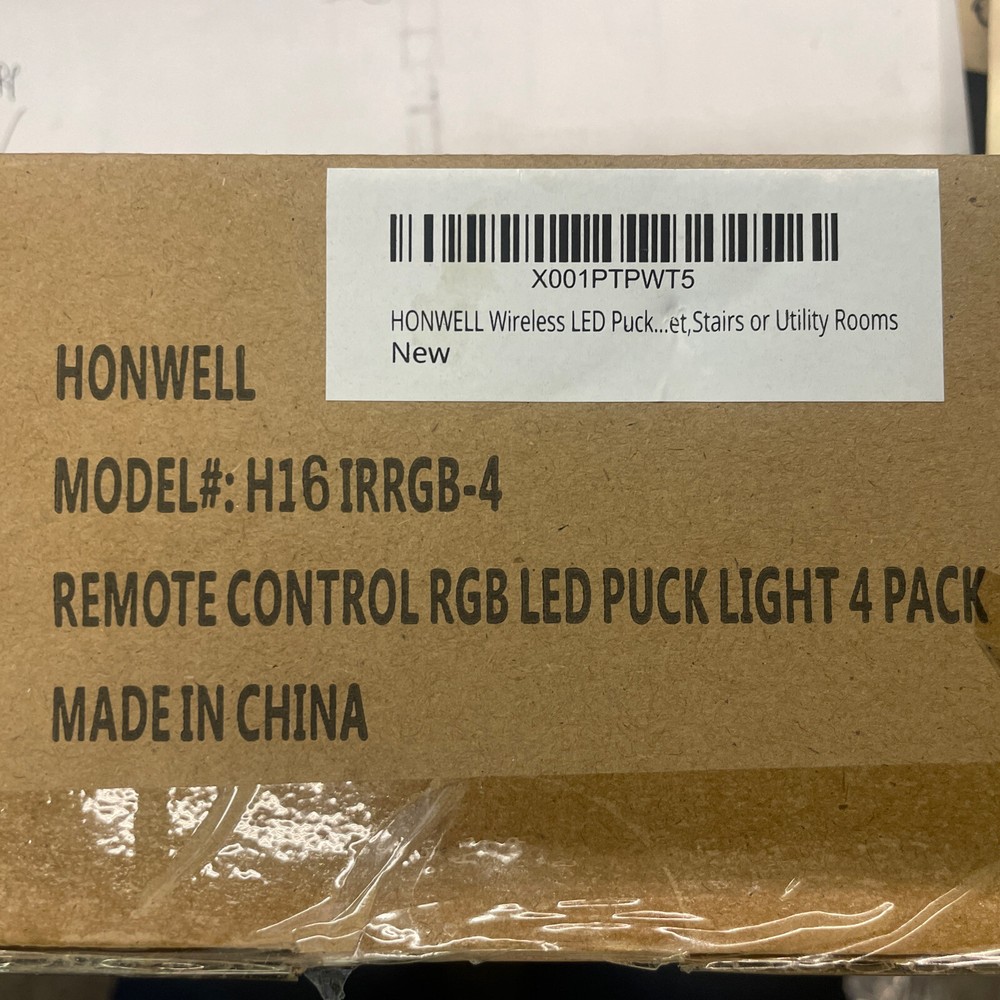 X001PTPWT5
HONWELL Wireless LED Puck...et,Stairs or Utility Rooms
New
HONWELL
MODEL#: H16 IRRGB-4
REMOTE CONTROL RGB LED PUCK LIGHT 4 PACK
MADE IN CHINA